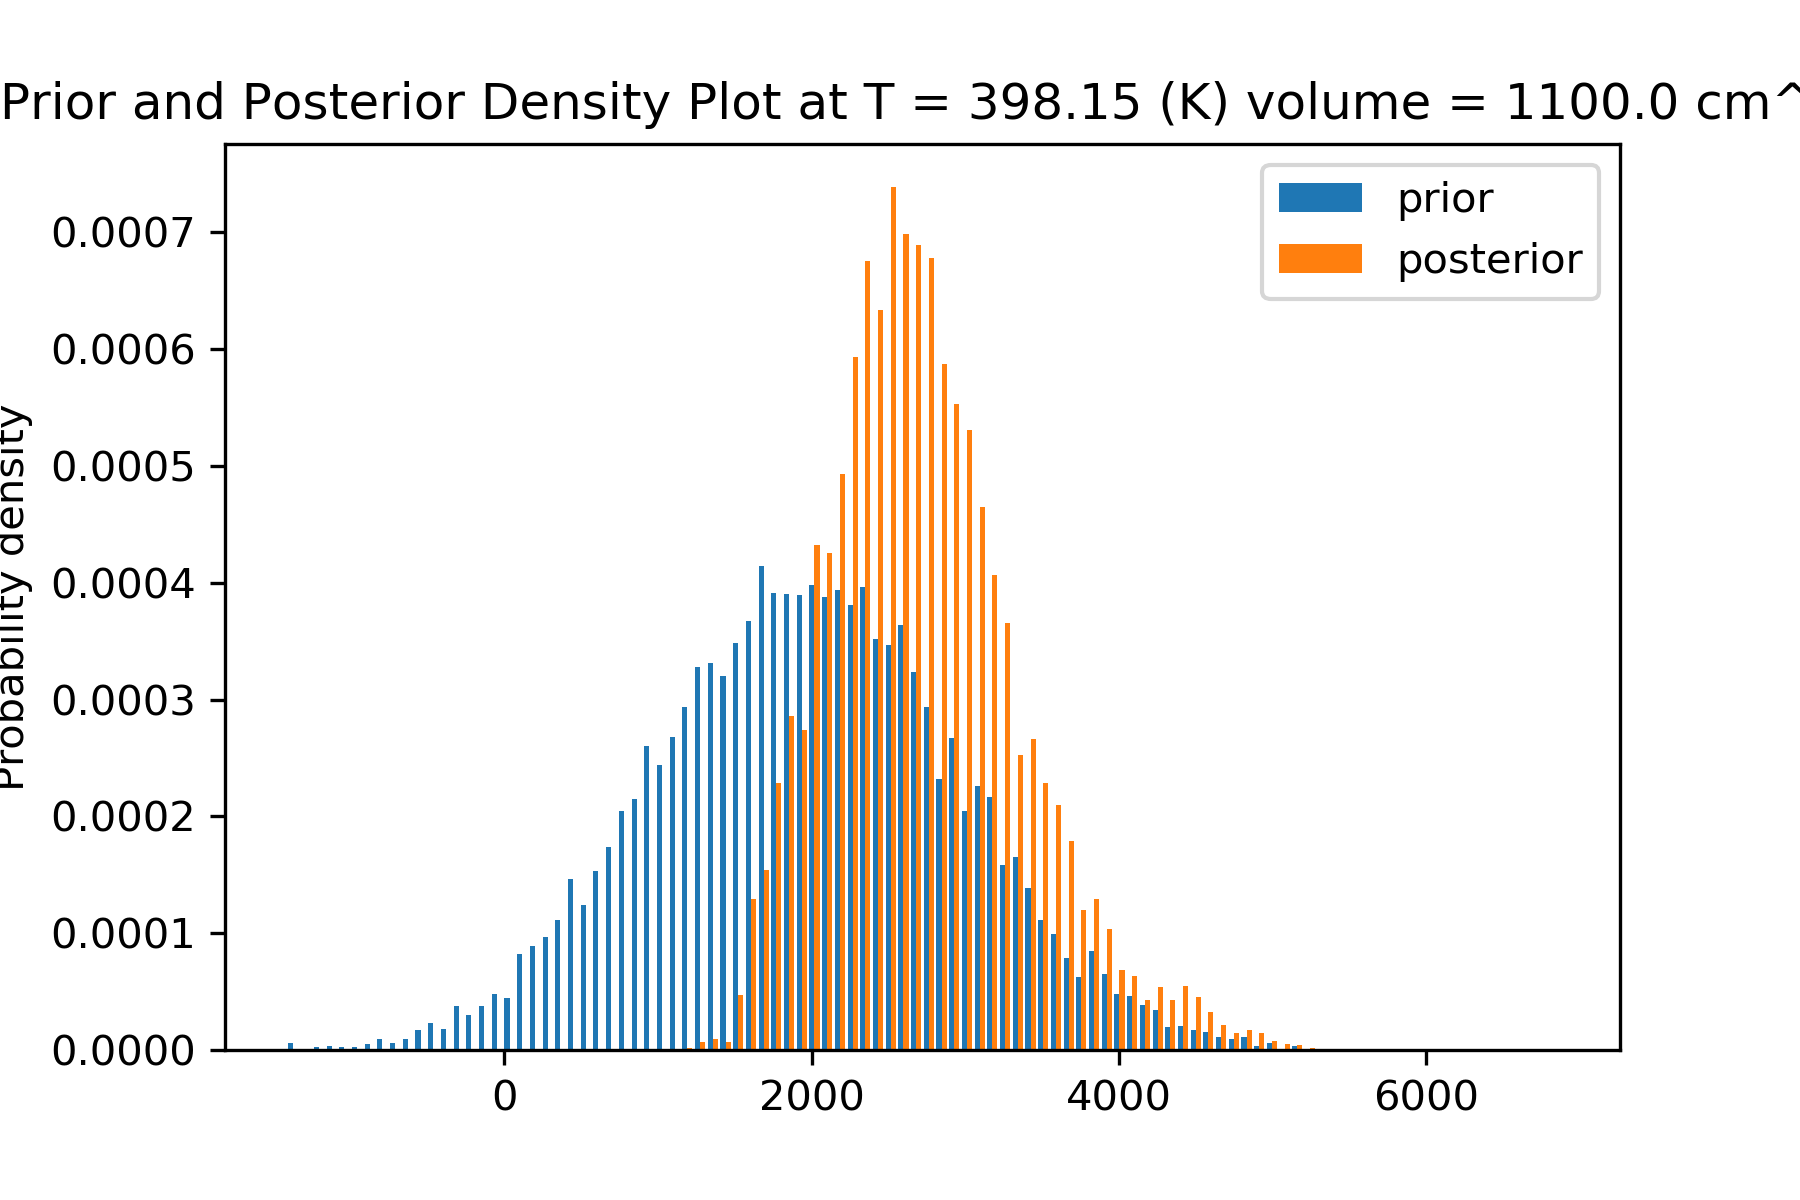 Prior and Posterior Density Plot at T = 398.15 (K) volume = 1100.0 cm^
prior
posterior
Probability density
0.0007
0.0006
0.0005
0.0004
0.0003
0.0002
0.0001
0.0000
0 2000 4000 6000